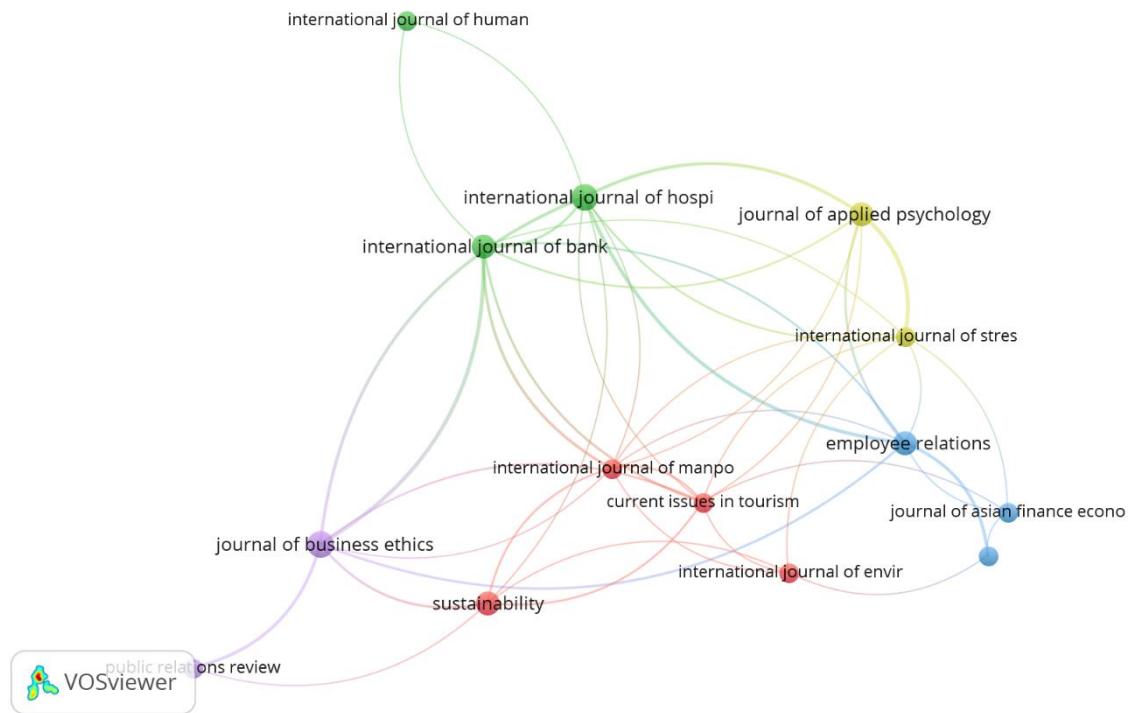 international journal of human
international journal of hospi
journal of applied psychology
international journal of bank
international journal of stres
employee relations
international journal of manpo
current issues in tourism
journal of asian finance econo
journal of business ethics
international journal of envir
sustainability
public relations review
VOSviewer